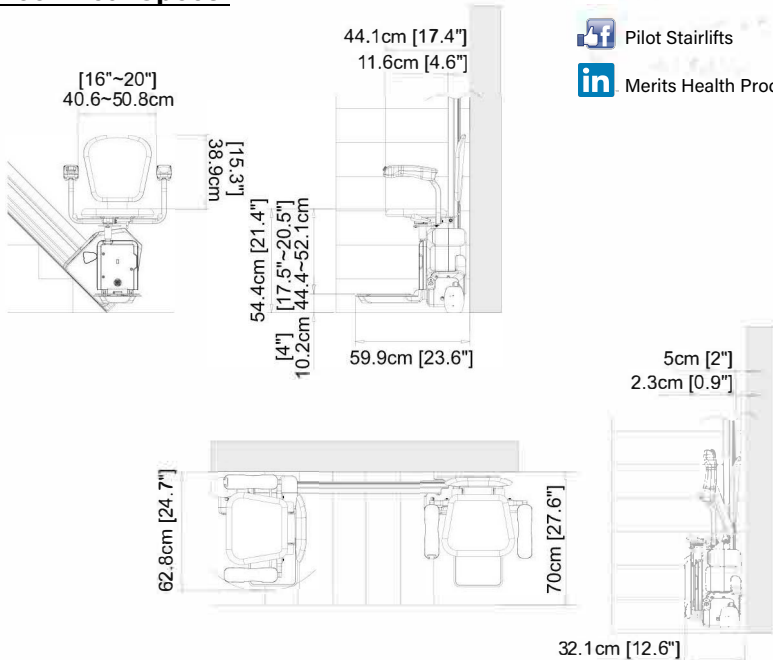 Pilot Stairlifts
Merits Health
44.1cm [17.4"]
11.6cm [4.6"]
[16"~20"]
40.6~50.8cm
[15.3"]
38.9cm
54.4cm [21.4"]
[17.5"~20.5"]
44.4~52.1cm
[4"]
10.2cm
59.9cm [23.6"]
5cm [2"]
2.3cm [0.9"]
62.8cm [24.7"]
70cm [27.6"]
32.1cm [12.6"]